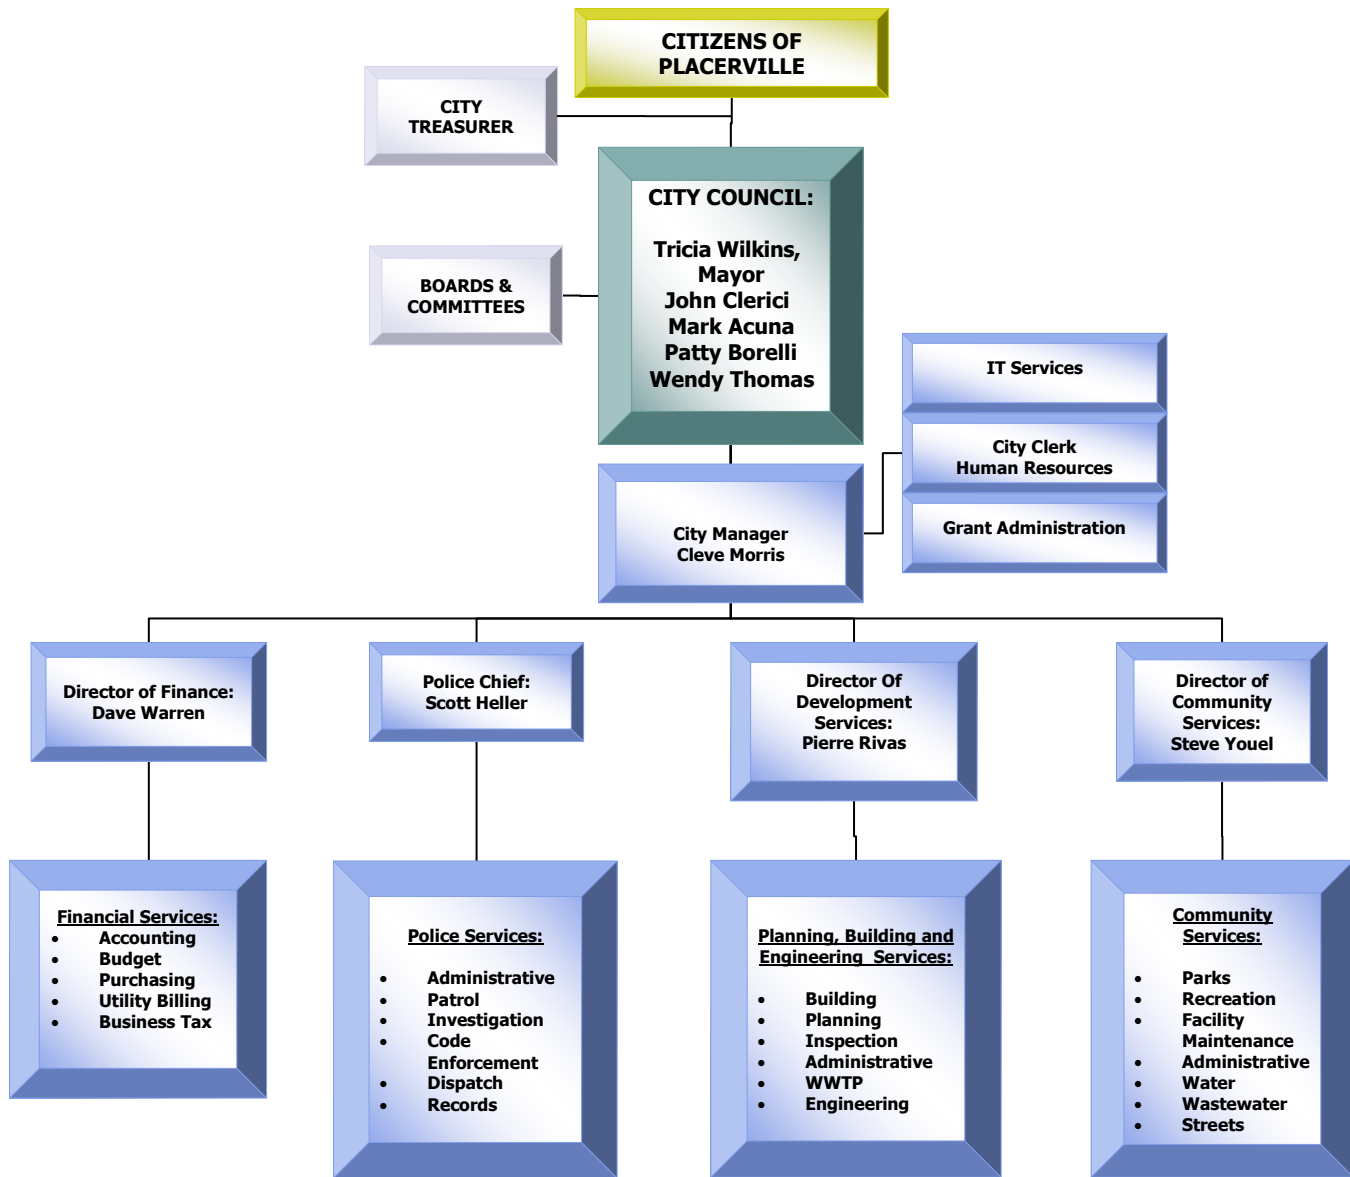 CITIZENS OF
PLACERVILLE
CITY
TREASURER
CITY COUNCIL:
Tricia Wilkins,
Mayor
John Clerici
Mark Acuna
Patty Borelli
Wendy Thomas
BOARDS &
COMMITTEES
IT Services
City Clerk
Human Resources
Grant Administration
City Manager
Cleve Morris
Director of Finance:
Dave Warren
Police Chief:
Scott Heller
Director Of
Development
Services:
Pierre Rivas
Director of
Community
Services:
Steve Youel
Financial Services:
• Accounting
• Budget
• Purchasing
• Utility Billing
• Business Tax
Police Services:
• Administrative
• Patrol
• Investigation
• Code
Enforcement
• Dispatch
• Records
Planning, Building and
Engineering Services:
• Building
• Planning
• Inspection
• Administrative
• WWTP
• Engineering
Community
Services:
• Parks
• Recreation
• Facility
Maintenance
• Administrative
• Water
• Wastewater
• Streets